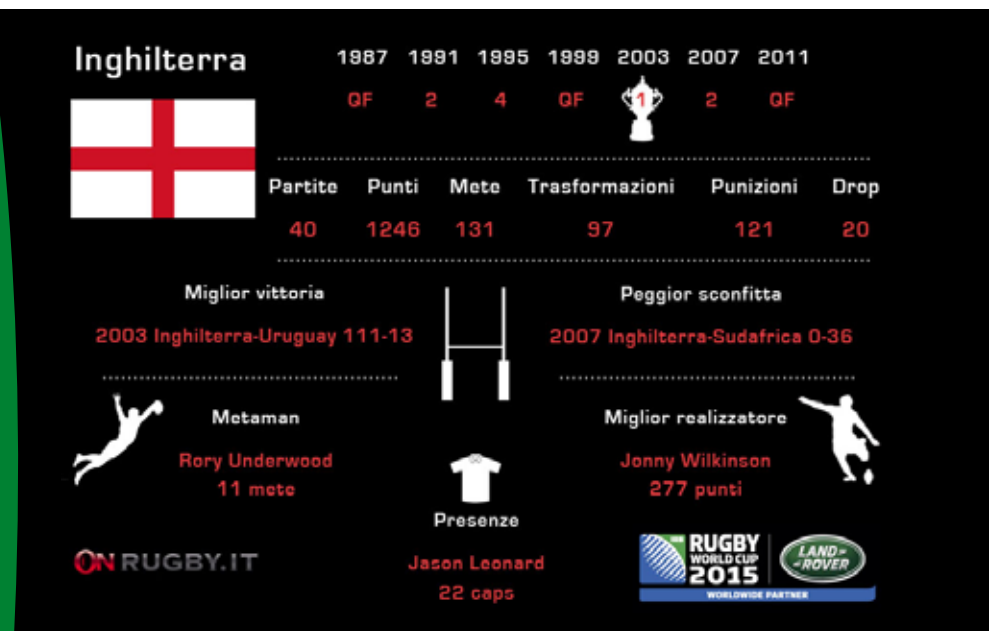 Inghilterra
1987 1991 1995 1999 2003 2007 2011
QF 2 4 QF 1 2 QF
Partite Punti Mete Trasformazioni Punizioni Drop
40 1246 131 97 121 20
Miglior vittoria
2003 Inghilterra-Uruguay 111-13
Peggior sconfitta
2007 Inghilterra-Sudafrica 0-36
Metaman
Rory Underwood
11 mete
Miglior realizzatore
Jonny Wilkinson
277 punti
Presenze
Jason Leonard
22 caps
ONRUGBY.IT
RUGBY
WORLD CUP
2015
WORLDWIDE PARTNER
LAND-
-ROVER